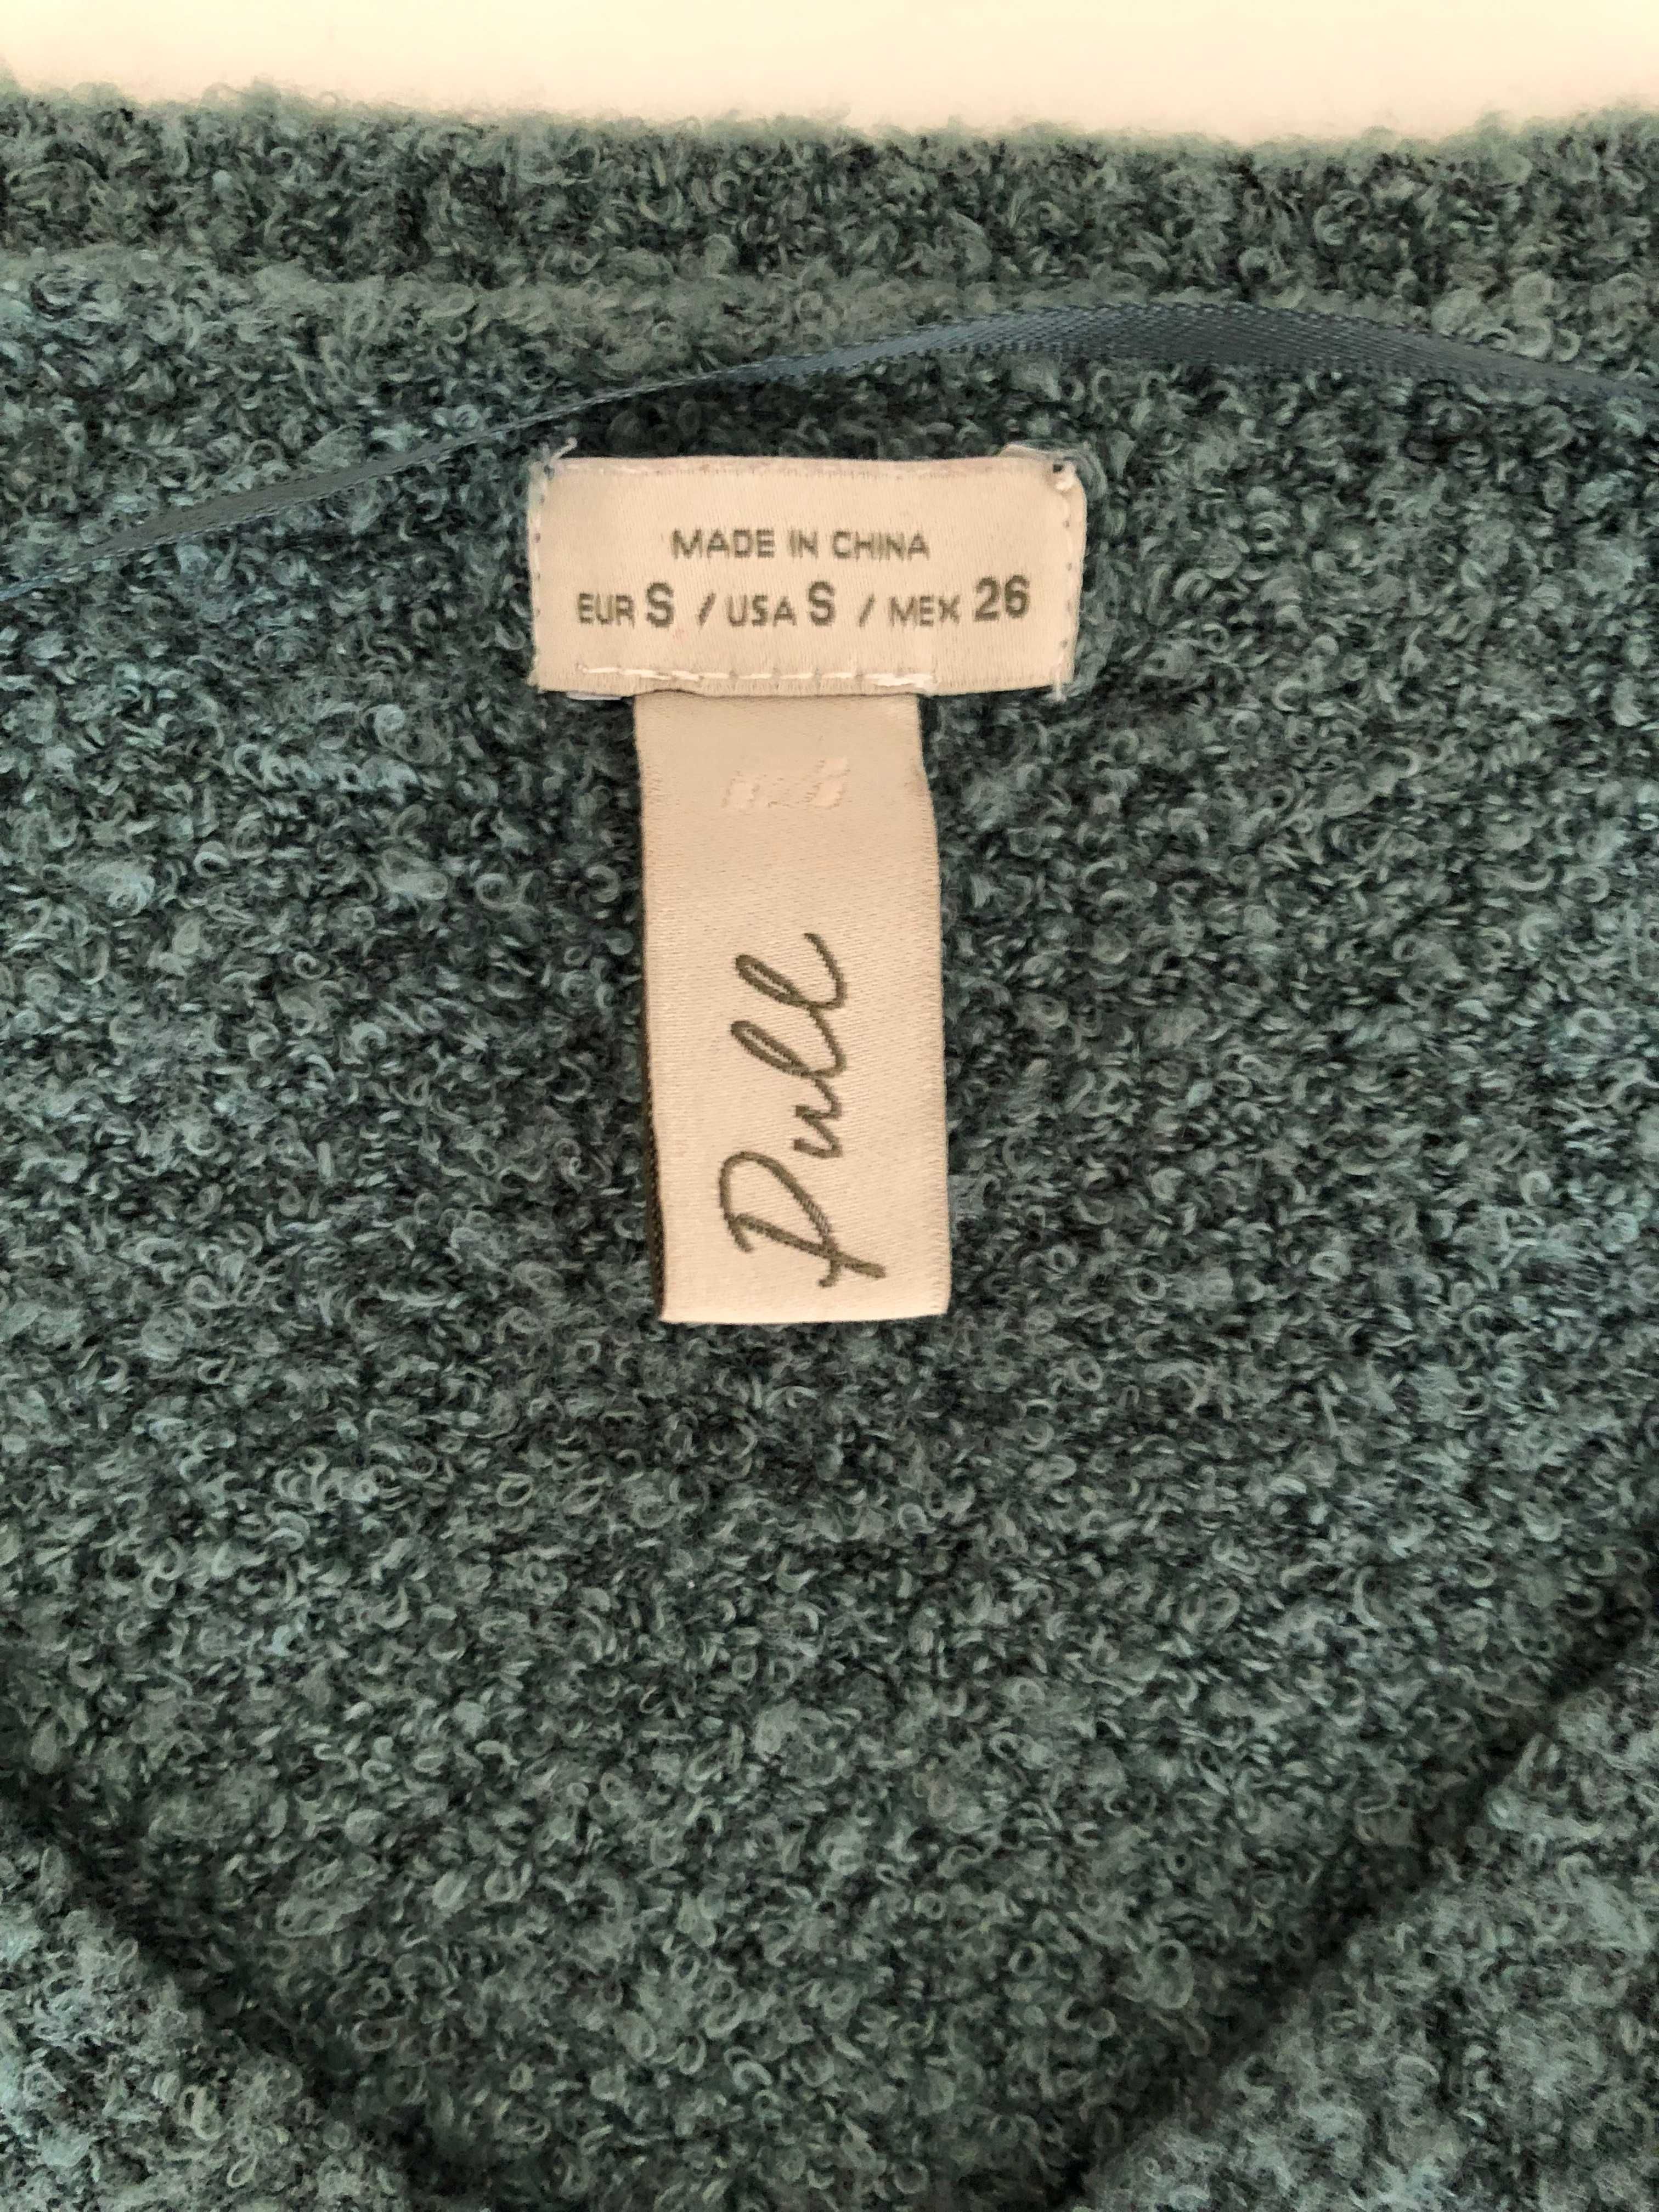 MADE IN CHINA
EUR S / USA S / MEX 26
Pull